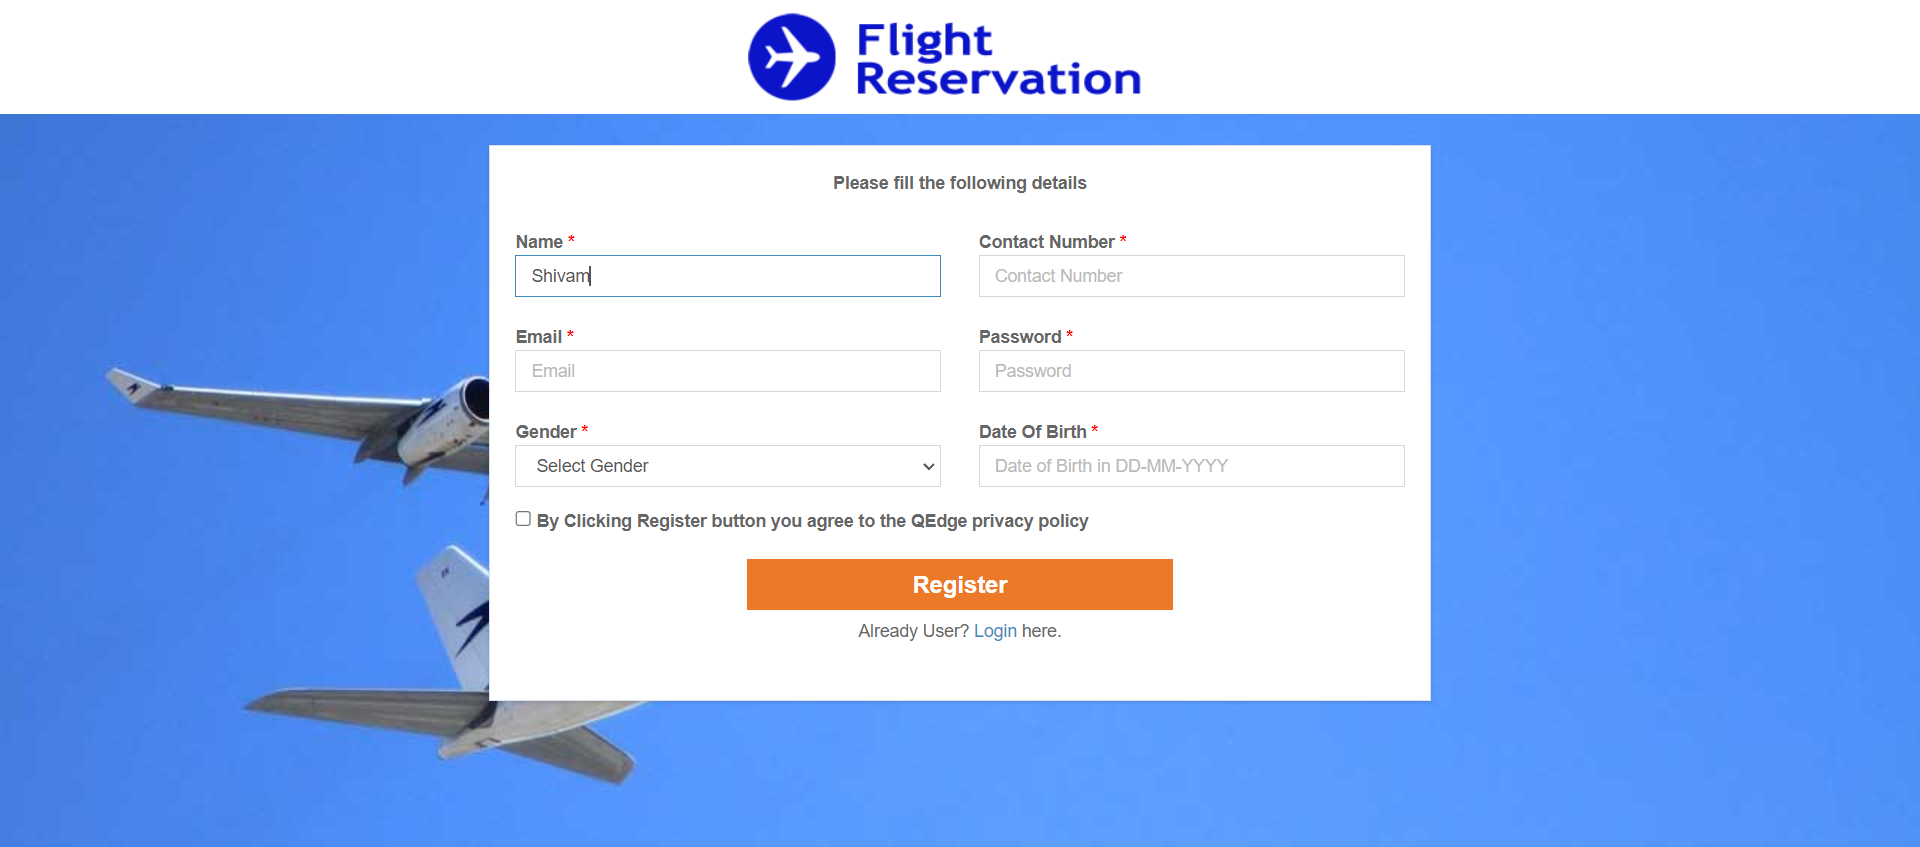 Flight
Reservation
Please fill the following details
Name *
Contact Number *
Shivam
Contact Number
Email *
Password *
Email
Password
Gender *
Date Of Birth *
Select Gender
Date of Birth in DD-MM-YYYY
By Clicking Register button you agree to the QEdge privacy policy
Register
Already User? Login here.